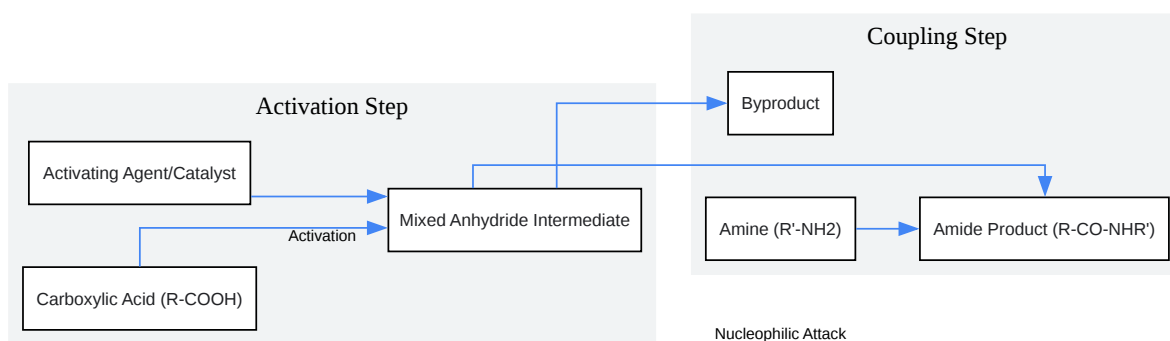 Activation Step
Activating Agent/Catalyst
Mixed Anhydride Intermediate
Activation
Carboxylic Acid (R-COOH)
Coupling Step
Byproduct
Amine (R'-NH2)
Amide Product (R-CO-NHR')
Nucleophilic Attack